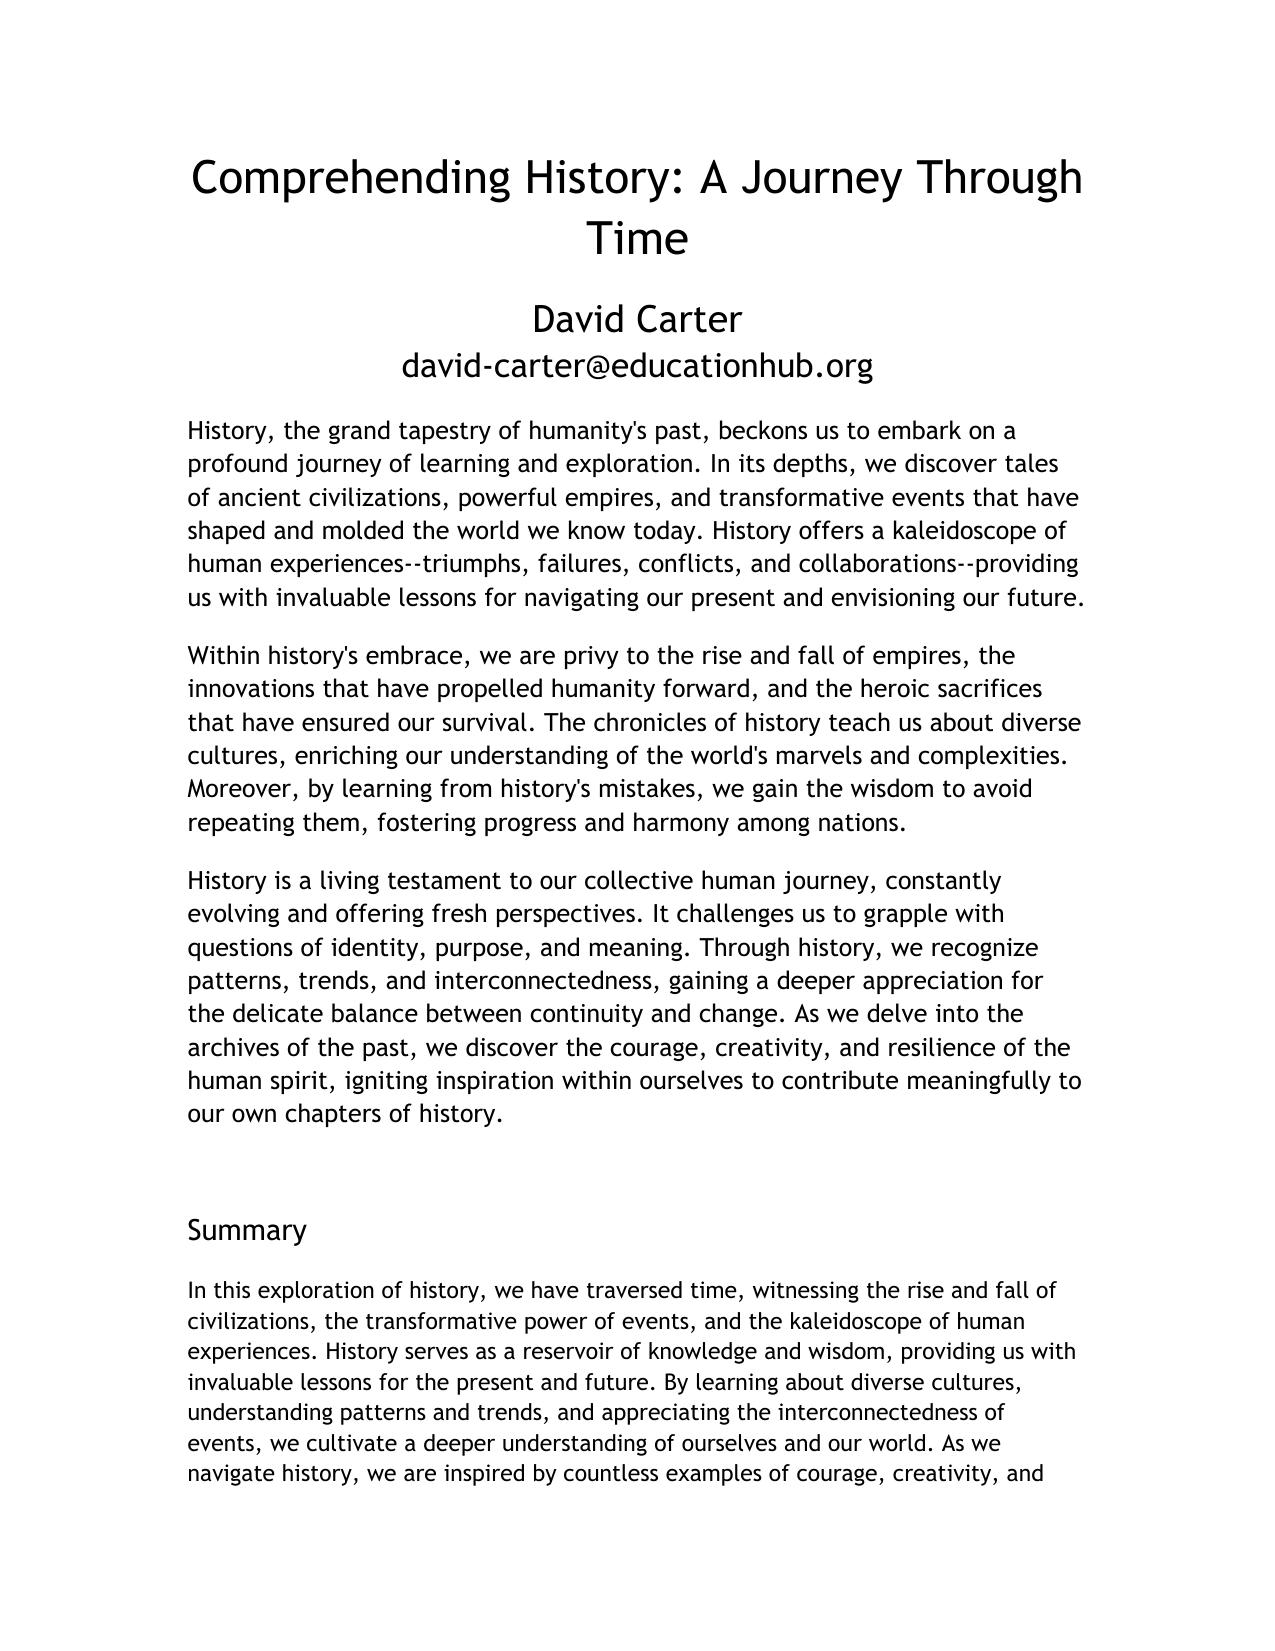 Comprehending History: A Journey Through
Time
David Carter
david-carter@educationhub.org
History, the grand tapestry of humanity's past, beckons us to embark on a
profound journey of learning and exploration. In its depths, we discover tales
of ancient civilizations, powerful empires, and transformative events that have
shaped and molded the world we know today. History offers a kaleidoscope of
human experiences--triumphs, failures, conflicts, and collaborations--providing
us with invaluable lessons for navigating our present and envisioning our future.
Within history's embrace, we are privy to the rise and fall of empires, the
innovations that have propelled humanity forward, and the heroic sacrifices
that have ensured our survival. The chronicles of history teach us about diverse
cultures, enriching our understanding of the world's marvels and complexities.
Moreover, by learning from history's mistakes, we gain the wisdom to avoid
repeating them, fostering progress and harmony among nations.
History is a living testament to our collective human journey, constantly
evolving and offering fresh perspectives. It challenges us to grapple with
questions of identity, purpose, and meaning. Through history, we recognize
patterns, trends, and interconnectedness, gaining a deeper appreciation for
the delicate balance between continuity and change. As we delve into the
archives of the past, we discover the courage, creativity, and resilience of the
human spirit, igniting inspiration within ourselves to contribute meaningfully to
our own chapters of history.
Summary
In this exploration of history, we have traversed time, witnessing the rise and fall of
civilizations, the transformative power of events, and the kaleidoscope of human
experiences. History serves as a reservoir of knowledge and wisdom, providing us with
invaluable lessons for the present and future. By learning about diverse cultures,
understanding patterns and trends, and appreciating the interconnectedness of
events, we cultivate a deeper understanding of ourselves and our world. As we
navigate history, we are inspired by countless examples of courage, creativity, and